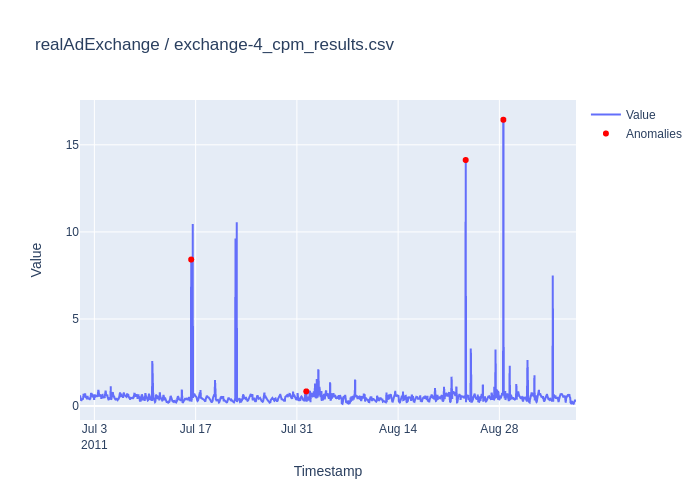 realAdExchange / exchange-4_cpm_results.csv
Value
Anomalies
15
10
5
0
Value
Jul 3
2011
Jul 17
Jul 31
Aug 14
Aug 28
Timestamp